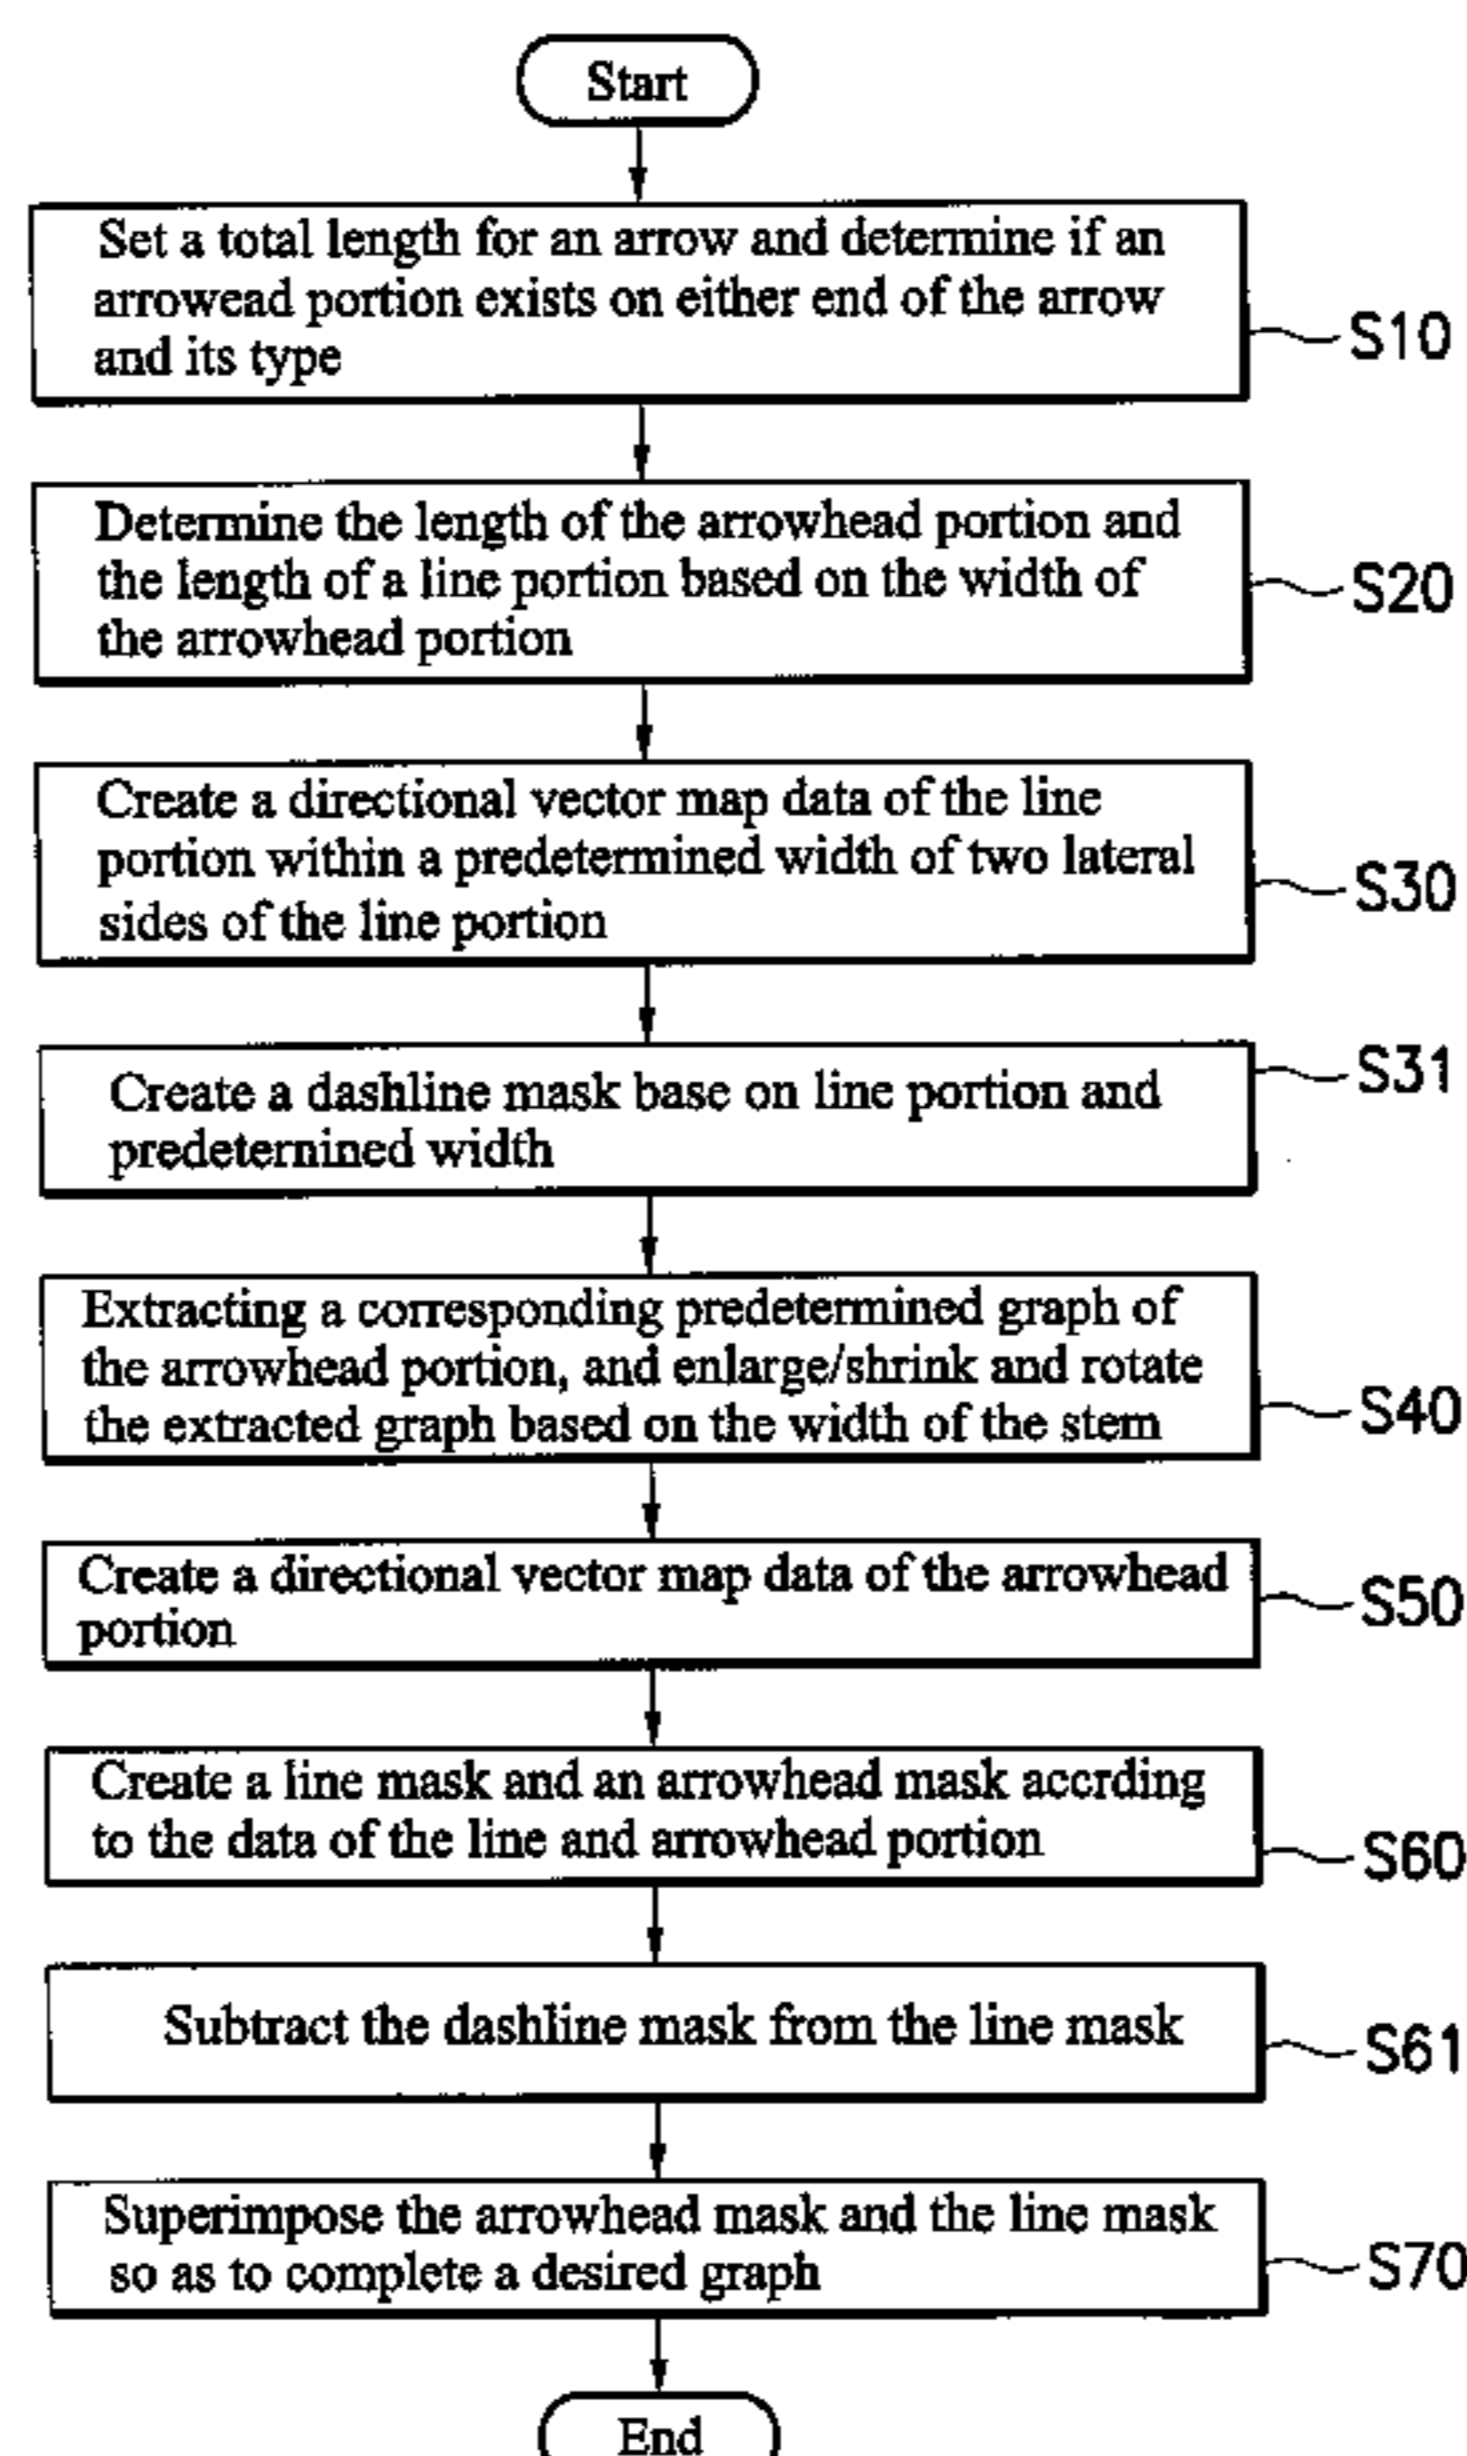 Start
Set a total length for an arrow and determine if an
arrowead portion exists on either end of the arrow
and its type
S10
Determine the length of the arrowhead portion and
the length of a line portion based on the width of
the arrowhead portion
S20
Create a directional vector map data of the line
portion within a predetermined width of two lateral
sides of the line portion
S30
Create a dashline mask base on line portion and
predeternined width
S31
Extracting a corresponding predetermined graph of
the arrowhead portion, and enlarge/shrink and rotate
the extracted graph based on the width of the stem
S40
Create a directional vector map data of the arrowhead
portion
S50
Create a line mask and an arrowhead mask accrding
to the data of the line and arrowhead portion
S60
Subtract the dashline mask from the line mask
S61
Superimpose the arrowhead mask and the line mask
so as to complete a desired graph
S70
End